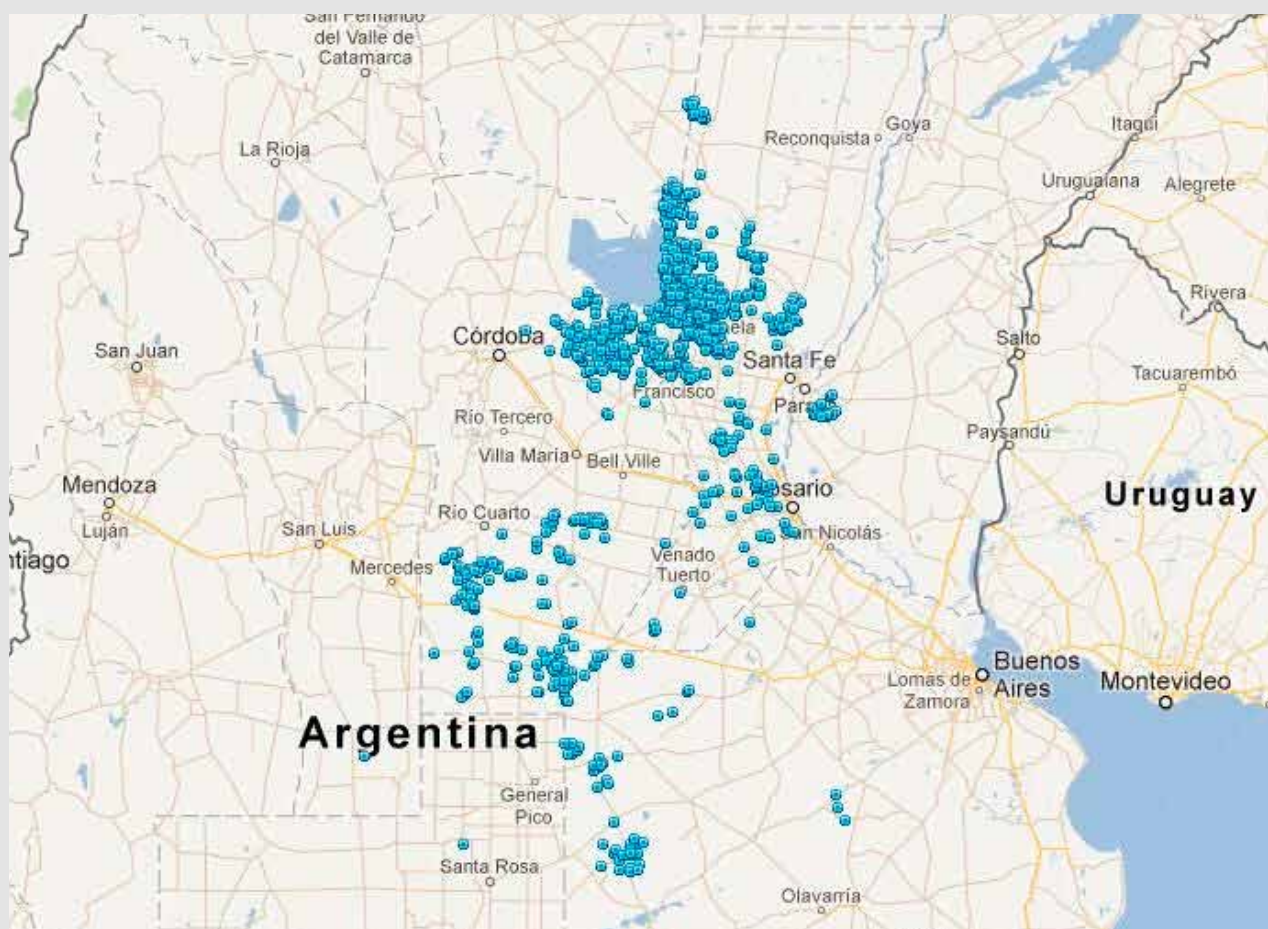 San Fernando
del Valle de
Catamarca
Reconquista
Goya
Itaqui
La Rioja
Uruguaiana
Alegrete
Rivera
Córdoba
Salto
San Juan
Santa Fe
Tacuarembó
Francisco
Río Tercero
Paysandú
Villa María
Bell Ville
Mendoza
Rosario
Uruguay
Luján
San Luis
Río Cuarto
San Nicolás
ntiago
Mercedes
Venado
Tuerto
Buenos
Aires
Lomas de
Zamora
Montevideo
Argentina
General
Pico
Santa Rosa
Olavarría